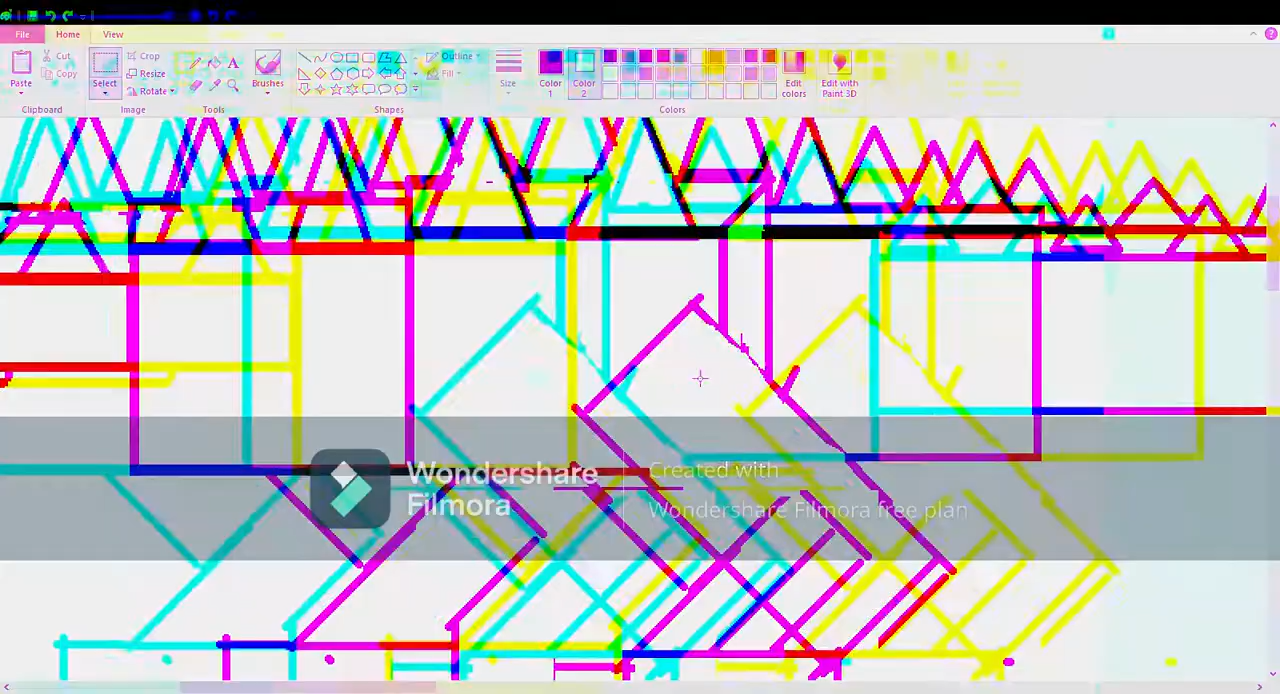 File Home View
Paste
Cut
Copy
Clipboard
Select
Crop
Resize
Rotate
Image
Tools
Brushes
Shapes
Outline
Fill
Size
Color 1
Color 2
Colors
Edit colors
Edit with Paint 3D
Wondershare Filmora
Created with
Wondershare Filmora free plan